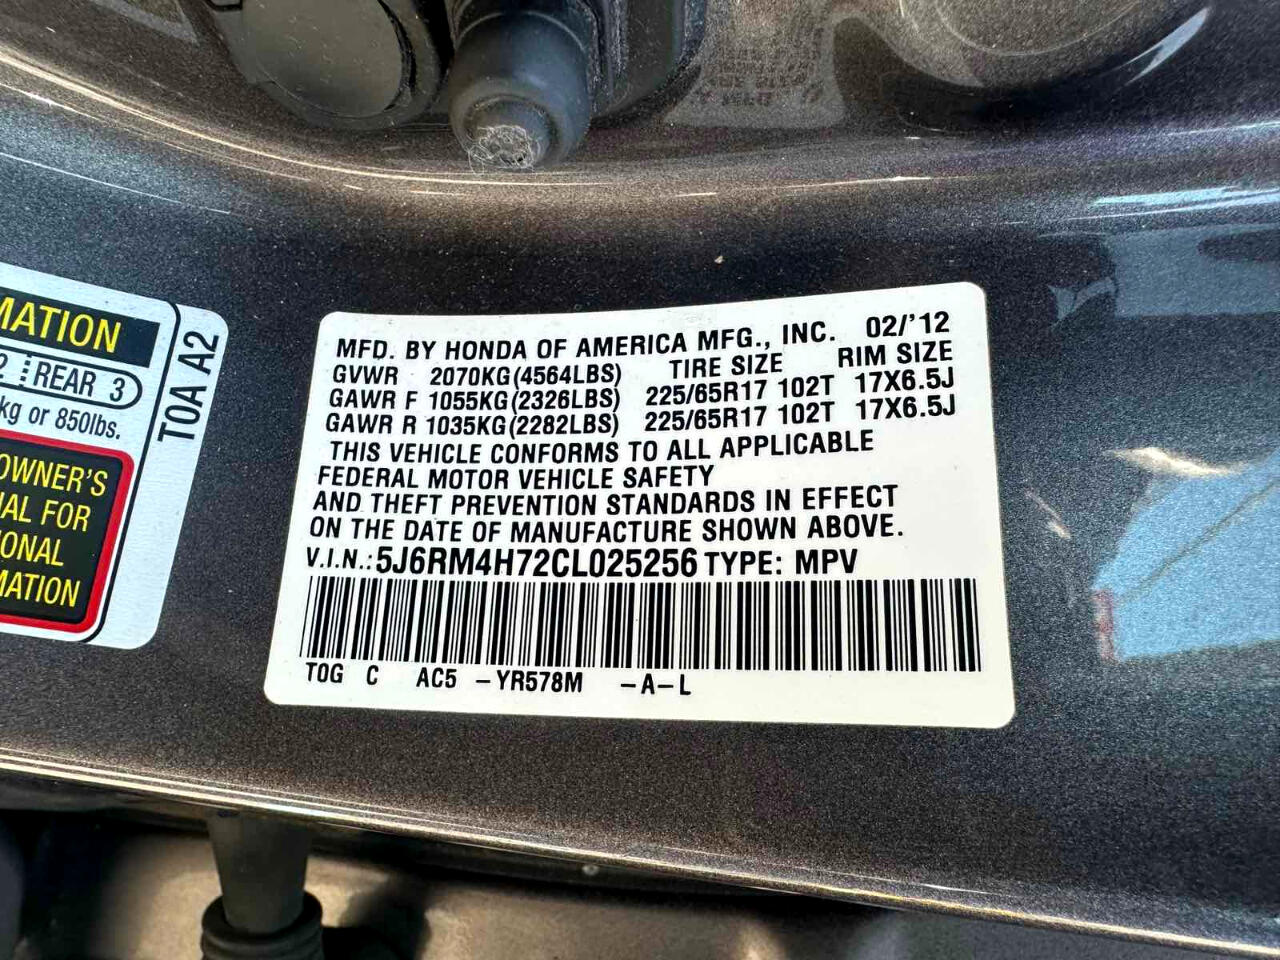 MATION
2 REAR 3
kg or 850lbs.
OWNER'S
AL FOR
ONAL
MATION
T0A A2
MFD. BY HONDA OF AMERICA MFG., INC. 02/'12
GVWR 2070KG(4564LBS) TIRE SIZE RIM SIZE
GAWR F 1055KG(2326LBS) 225/65R17 102T 17X6.5J
GAWR R 1035KG(2282LBS) 225/65R17 102T 17X6.5J
THIS VEHICLE CONFORMS TO ALL APPLICABLE
FEDERAL MOTOR VEHICLE SAFETY
AND THEFT PREVENTION STANDARDS IN EFFECT
ON THE DATE OF MANUFACTURE SHOWN ABOVE.
V.I.N.: 5J6RM4H72CL025256 TYPE: MPV
T0G C AC5 -YR578M -A-L